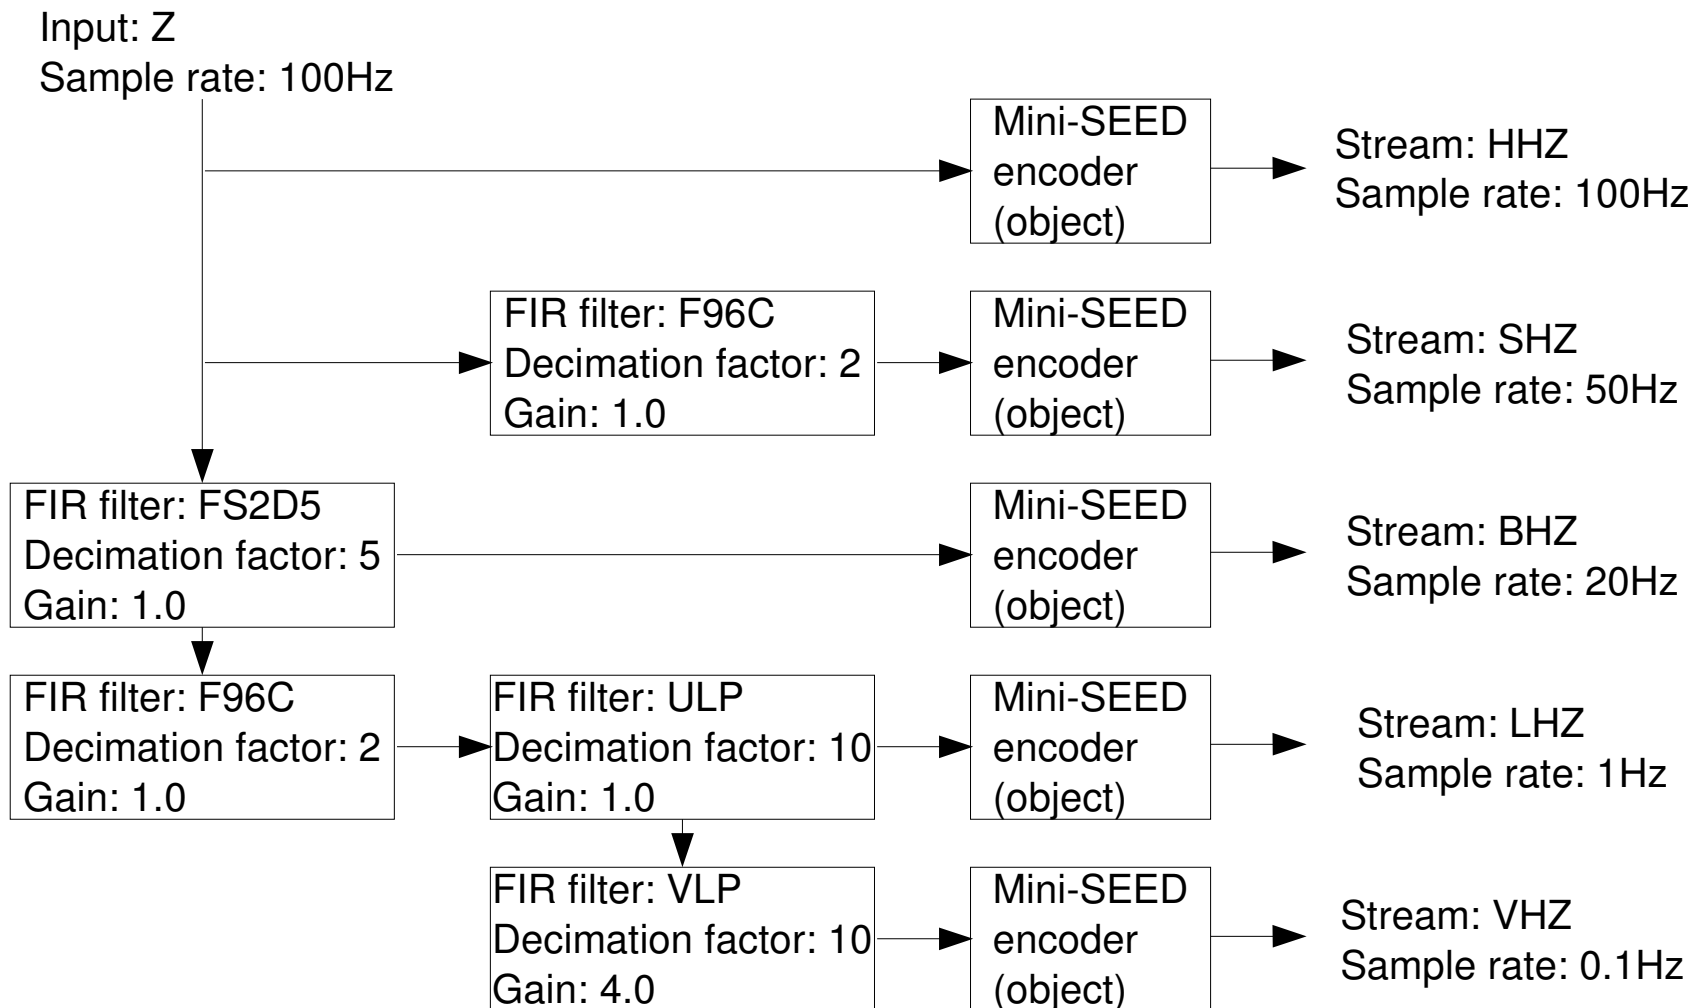 Input: Z
Sample rate: 100Hz
Mini-SEED
encoder
(object)
Stream: HHZ
Sample rate: 100Hz
FIR filter: F96C
Decimation factor: 2
Gain: 1.0
Mini-SEED
encoder
(object)
Stream: SHZ
Sample rate: 50Hz
FIR filter: FS2D5
Decimation factor: 5
Gain: 1.0
Mini-SEED
encoder
(object)
Stream: BHZ
Sample rate: 20Hz
FIR filter: F96C
Decimation factor: 2
Gain: 1.0
FIR filter: ULP
Decimation factor: 10
Gain: 1.0
Mini-SEED
encoder
(object)
Stream: LHZ
Sample rate: 1Hz
FIR filter: VLP
Decimation factor: 10
Gain: 4.0
Mini-SEED
encoder
(object)
Stream: VHZ
Sample rate: 0.1Hz